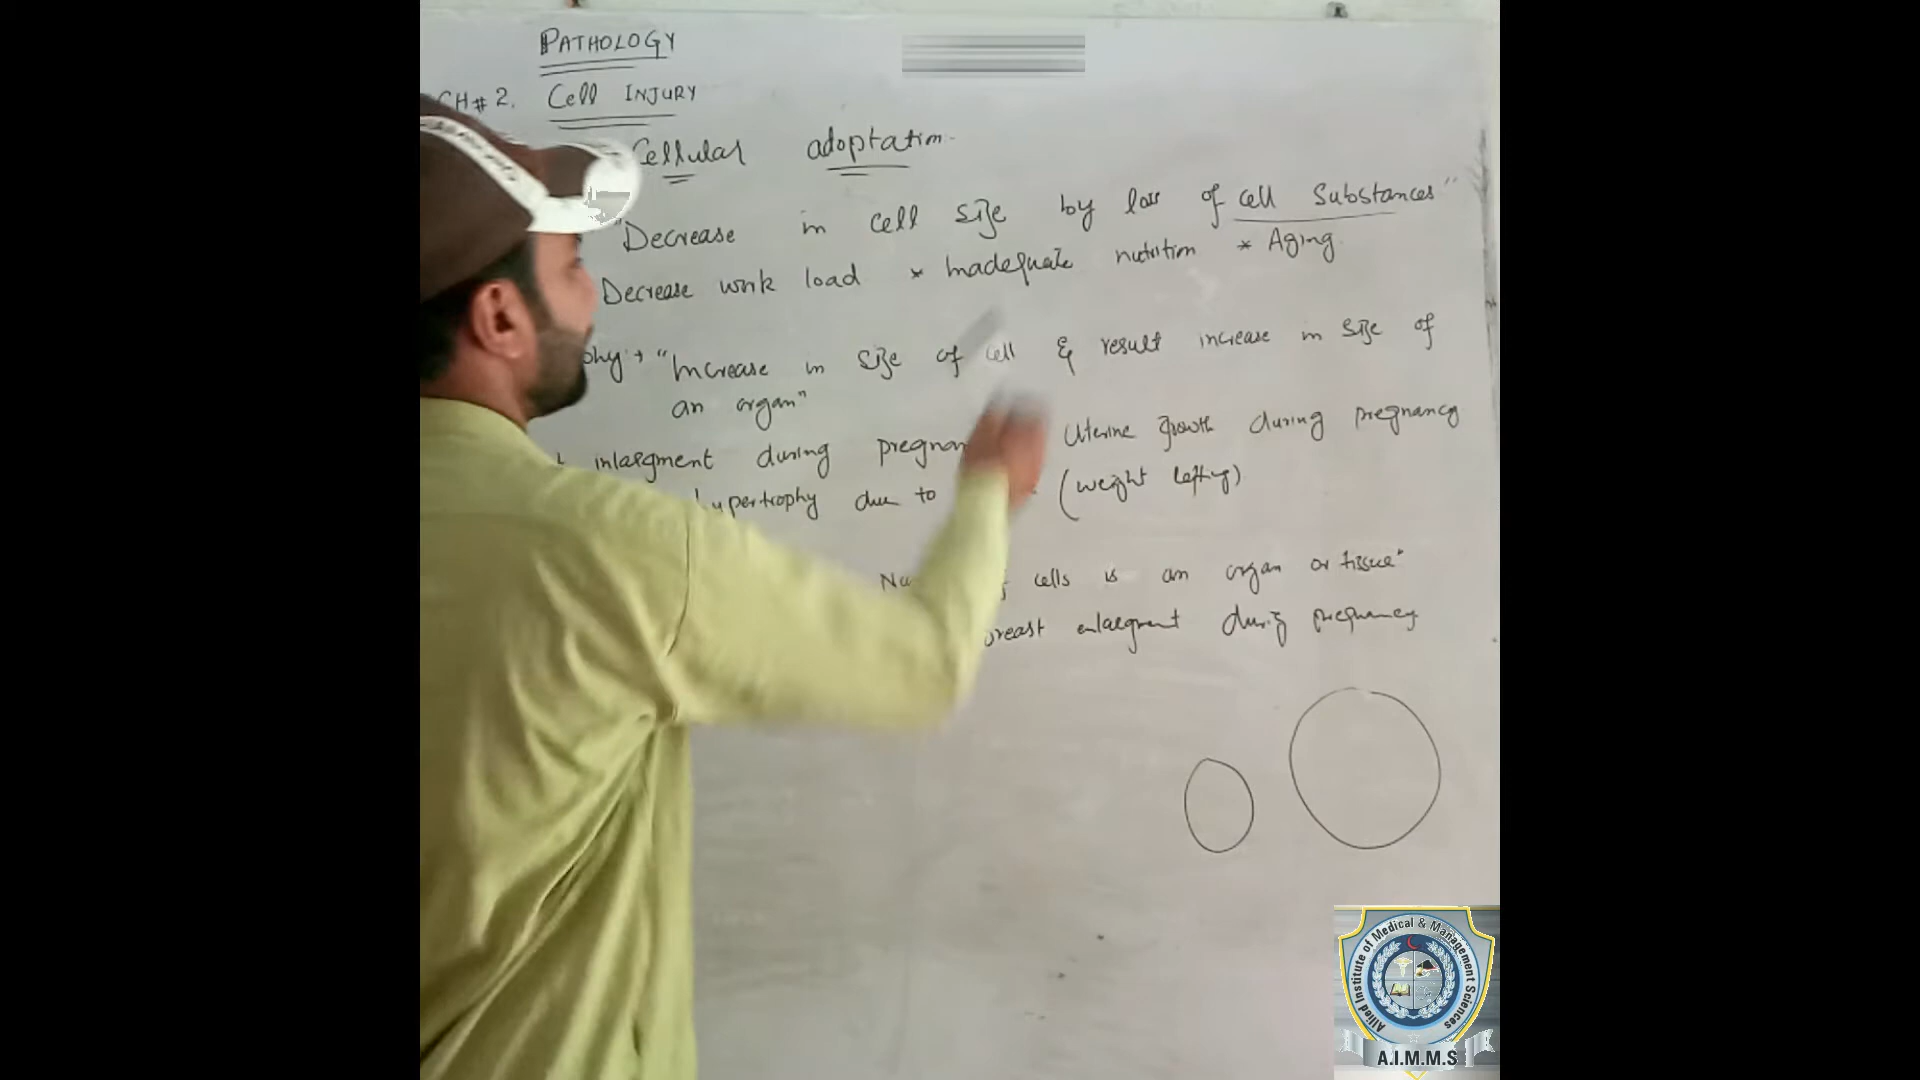 PATHOLOGY
CH# 2. Cell INJURY
Cellular adoptation
"Decrease in cell size by loss of cell substances"
Decrease work load * Inadequate nutrition * Aging
"Increase in size of cell & result increase in size of
an organ"
inlargment during Uterine growth during pregnancy
due to (weight lefting)
cells is an organ or tissue"
enlargment during pregnancy
Allied Institute of Medical & Management Sciences
A.I.M.M.S